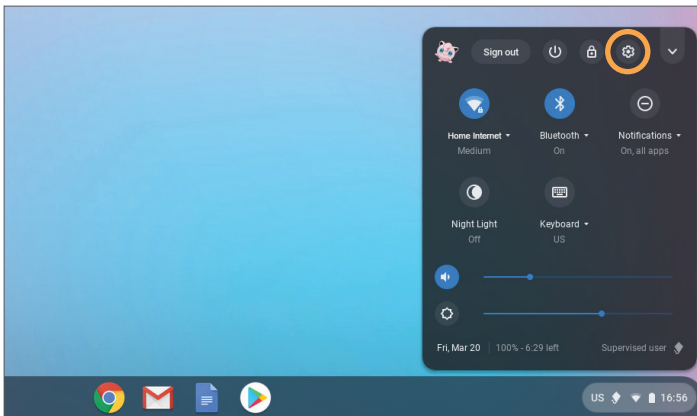 Sign out
Home Internet Bluetooth Notifications
Medium On On, all apps
Night Light Keyboard
Off US
Fri, Mar 20 100% - 6:29 left Supervised user
US 16:56